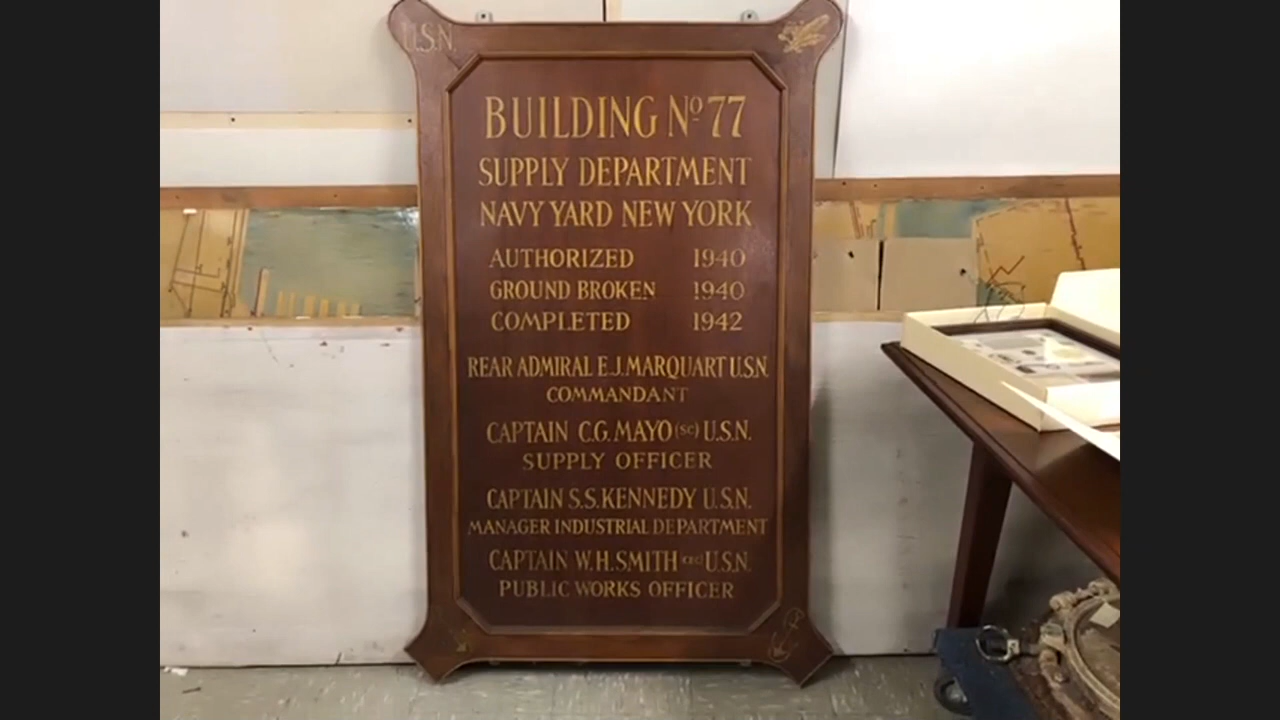 U.S.N.
BUILDING Nº 77
SUPPLY DEPARTMENT
NAVY YARD NEW YORK
AUTHORIZED 1940
GROUND BROKEN 1940
COMPLETED 1942
REAR ADMIRAL E.J. MARQUART U.S.N.
COMMANDANT
CAPTAIN C.G. MAYO (SC) U.S.N.
SUPPLY OFFICER
CAPTAIN S.S. KENNEDY U.S.N.
MANAGER INDUSTRIAL DEPARTMENT
CAPTAIN W.H. SMITH U.S.N.
PUBLIC WORKS OFFICER